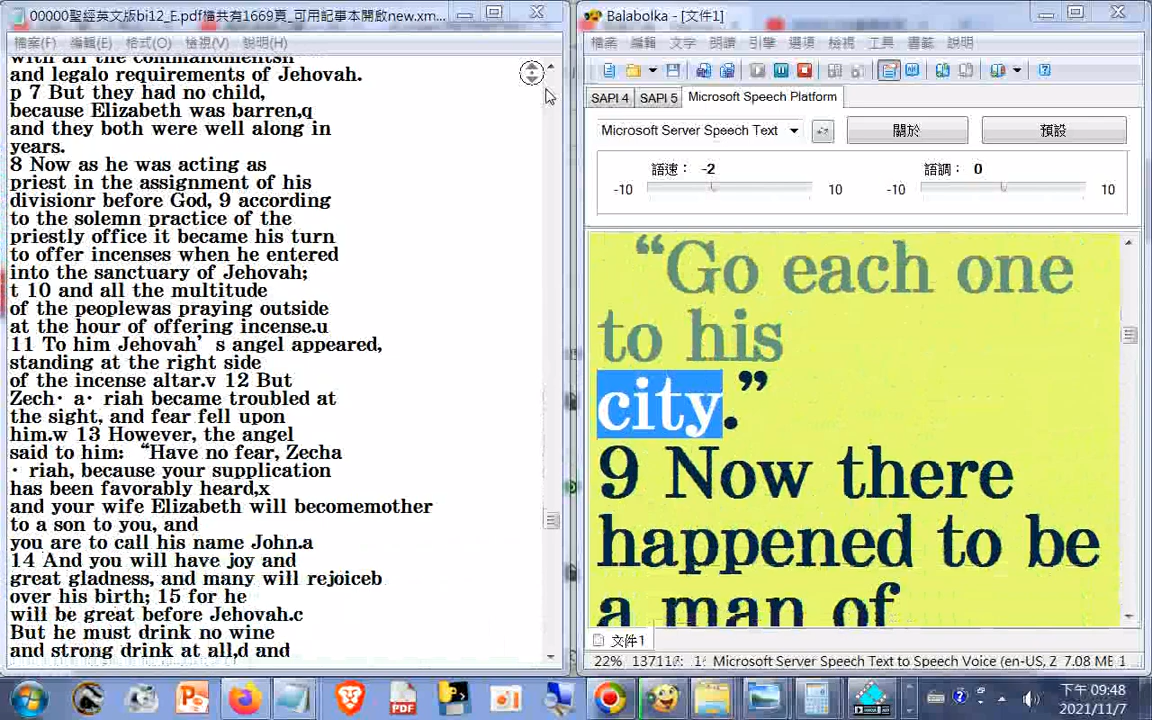 00000聖經英文版bi12_E.pdf檔共有1669頁_可用記事本開啟new.xm...
檔案(F) 編輯(E) 格式(O) 檢視(V) 說明(H)
with all the commandmentsn
and legalo requirements of Jehovah.
p 7 But they had no child,
because Elizabeth was barren,q
and they both were well along in
years.
8 Now as he was acting as
priest in the assignment of his
divisionr before God, 9 according
to the solemn practice of the
priestly office it became his turn
to offer incenses when he entered
into the sanctuary of Jehovah;
t 10 and all the multitude
of the peoplewas praying outside
at the hour of offering incense.u
11 To him Jehovah’s angel appeared,
standing at the right side
of the incense altar.v 12 But
Zech·a·riah became troubled at
the sight, and fear fell upon
him.w 13 However, the angel
said to him: “Have no fear, Zecha
·riah, because your supplication
has been favorably heard,x
and your wife Elizabeth will becomemother
to a son to you, and
you are to call his name John.a
14 And you will have joy and
great gladness, and many will rejoiceb
over his birth; 15 for he
will be great before Jehovah.c
But he must drink no wine
and strong drink at all,d and
Balabolka - [文件1]
檔案 編輯 文字 朗讀 引擎 選項 檢視 工具 書籤 說明
SAPI 4 SAPI 5 Microsoft Speech Platform
Microsoft Server Speech Text 關於 預設
語速： -2 語調： 0
-10 10 -10 10
“Go each one
to his
city.”
9 Now there
happened to be
a man of
文件1
22% Microsoft Server Speech Text to Speech Voice (en-US, Z 7.08 MB 1
PDF
下午 09:48
2021/11/7